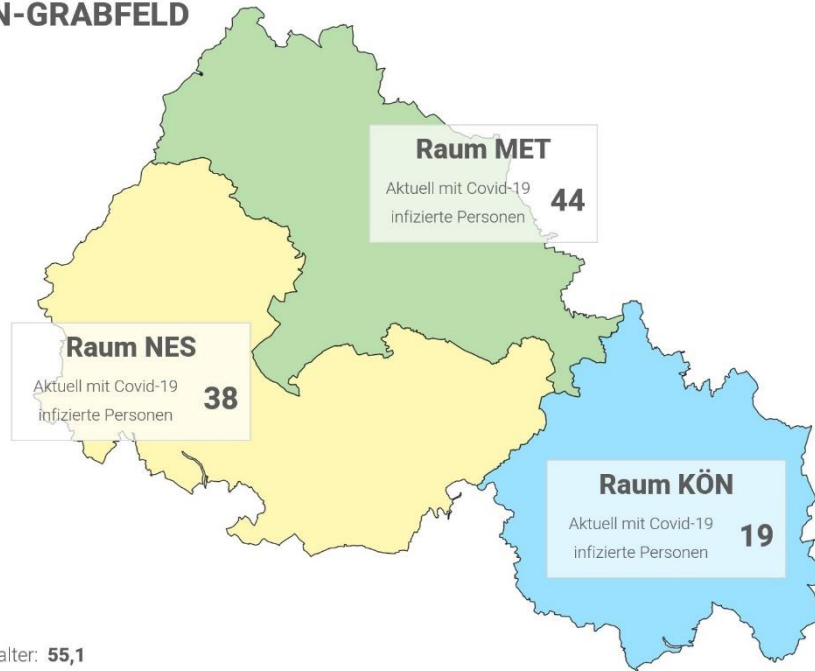 N-GRABFELD
Raum MET
Aktuell mit Covid-19
infizierte Personen
44
Raum NES
Aktuell mit Covid-19
infizierte Personen
38
Raum KÖN
Aktuell mit Covid-19
infizierte Personen
19
alter: 55,1